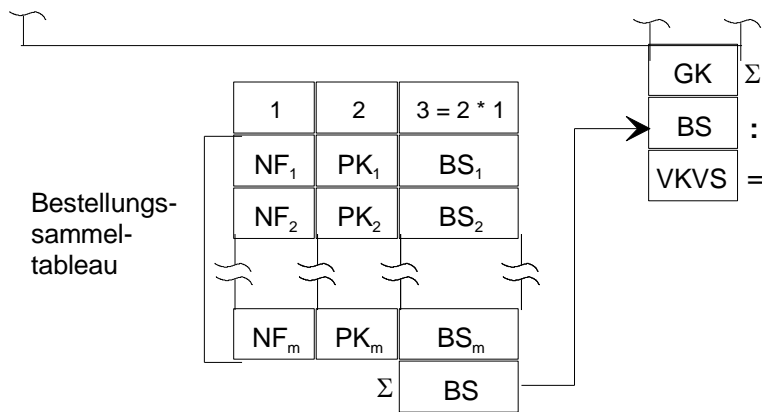 GK Σ
1 2 3 = 2 * 1
BS :
NF₁ PK₁ BS₁
VKVS =
Bestellungs-
sammel-
tableau
NF₂ PK₂ BS₂
NFₘ PKₘ BSₘ
Σ BS